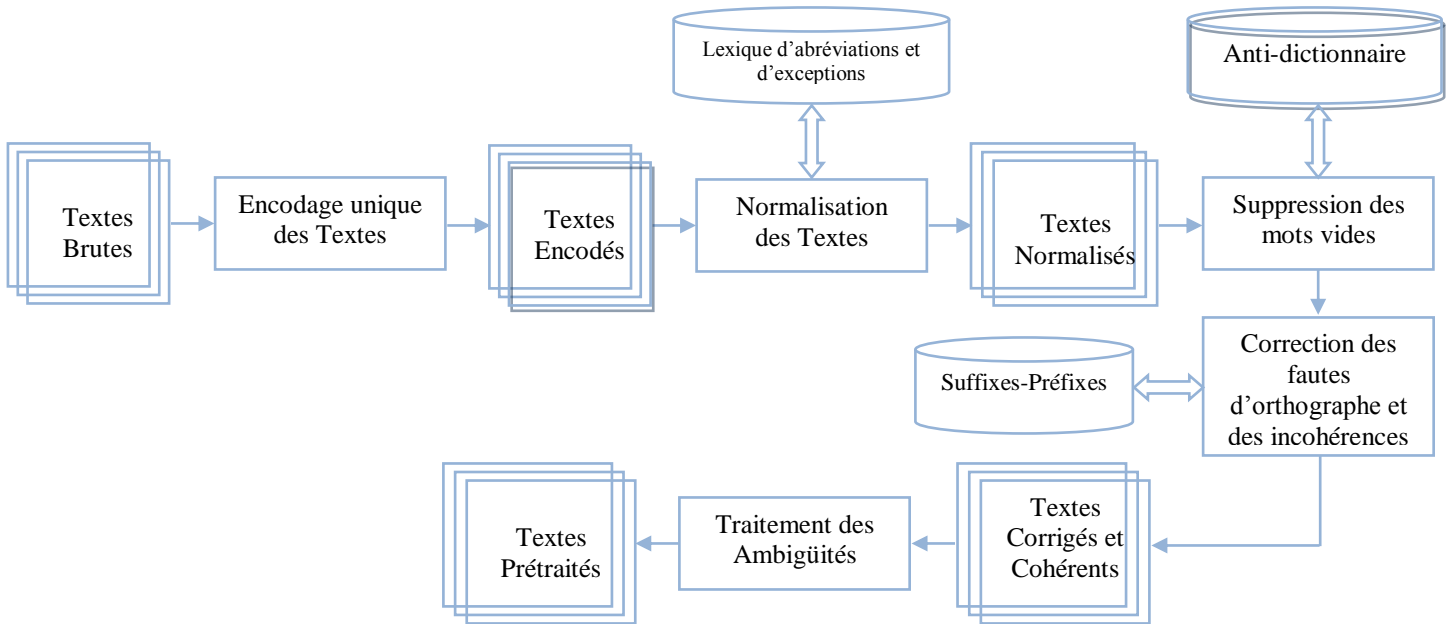 Lexique d’abréviations et
d’exceptions
Anti-dictionnaire
Textes
Brutes
Encodage unique
des Textes
Textes
Encodés
Normalisation
des Textes
Textes
Normalisés
Suppression des
mots vides
Suffixes-Préfixes
Correction des
fautes
d’orthographe et
des incohérences
Textes
Prétraités
Traitement des
Ambigüités
Textes
Corrigés et
Cohérents